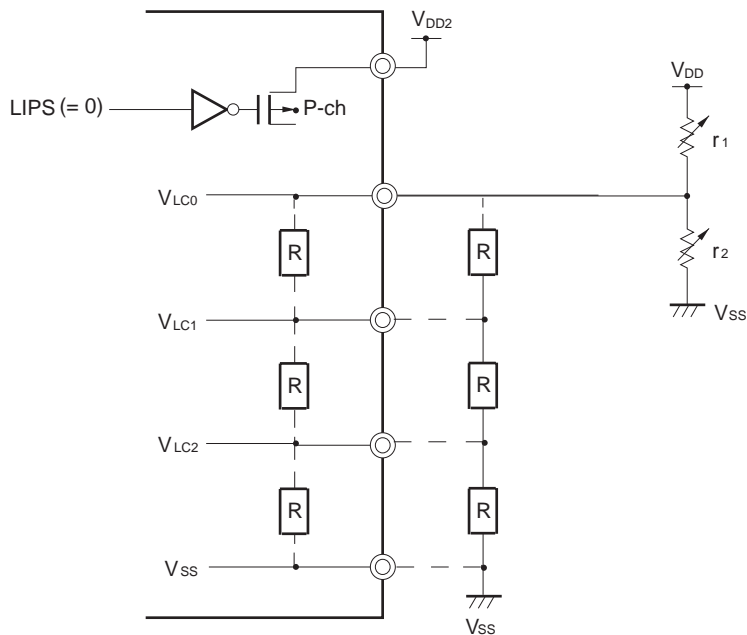 VDD2
LIPS (= 0)
P-ch
VDD
r1
VLC0
R
R
r2
VSS
VLC1
R
R
VLC2
R
R
VSS
VSS